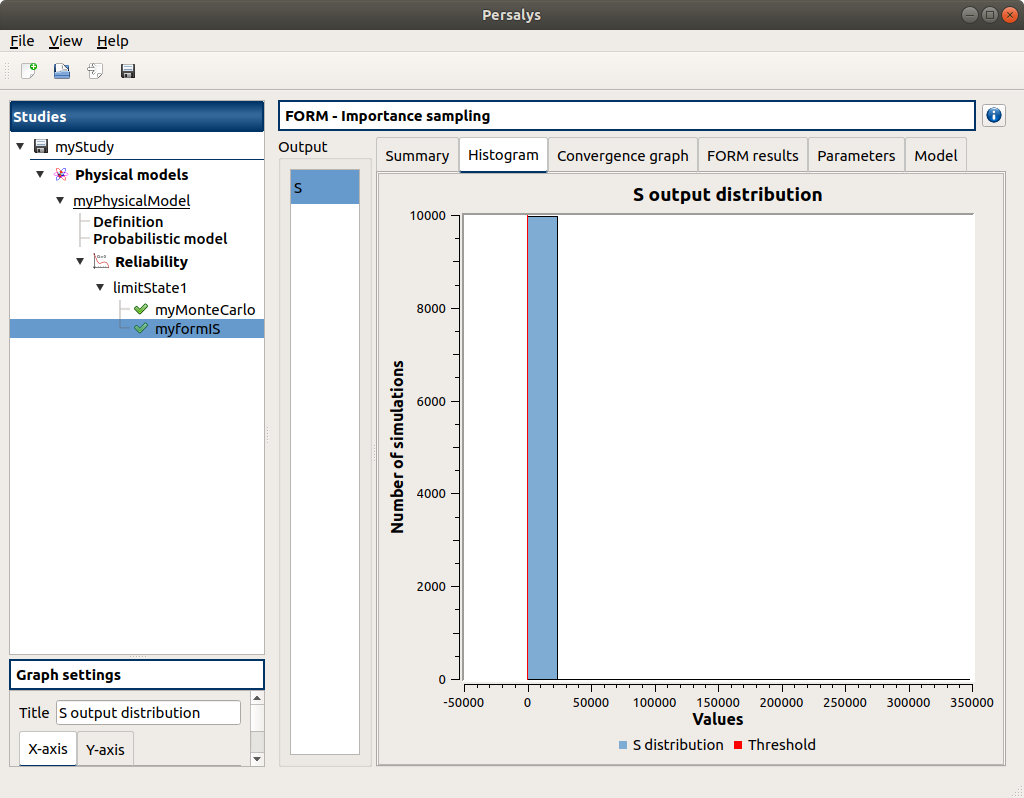 Persalys
File View Help
Studies
myStudy
Physical models
myPhysicalModel
Definition
Probabilistic model
Reliability
limitState1
myMonteCarlo
myformIS
Graph settings
Title S output distribution
X-axis Y-axis
FORM - Importance sampling
Output
S
Summary Histogram Convergence graph FORM results Parameters Model
S output distribution
Number of simulations
10000
8000
6000
4000
2000
0
-50000 0 50000 100000 150000 200000 250000 300000 350000
Values
S distribution Threshold